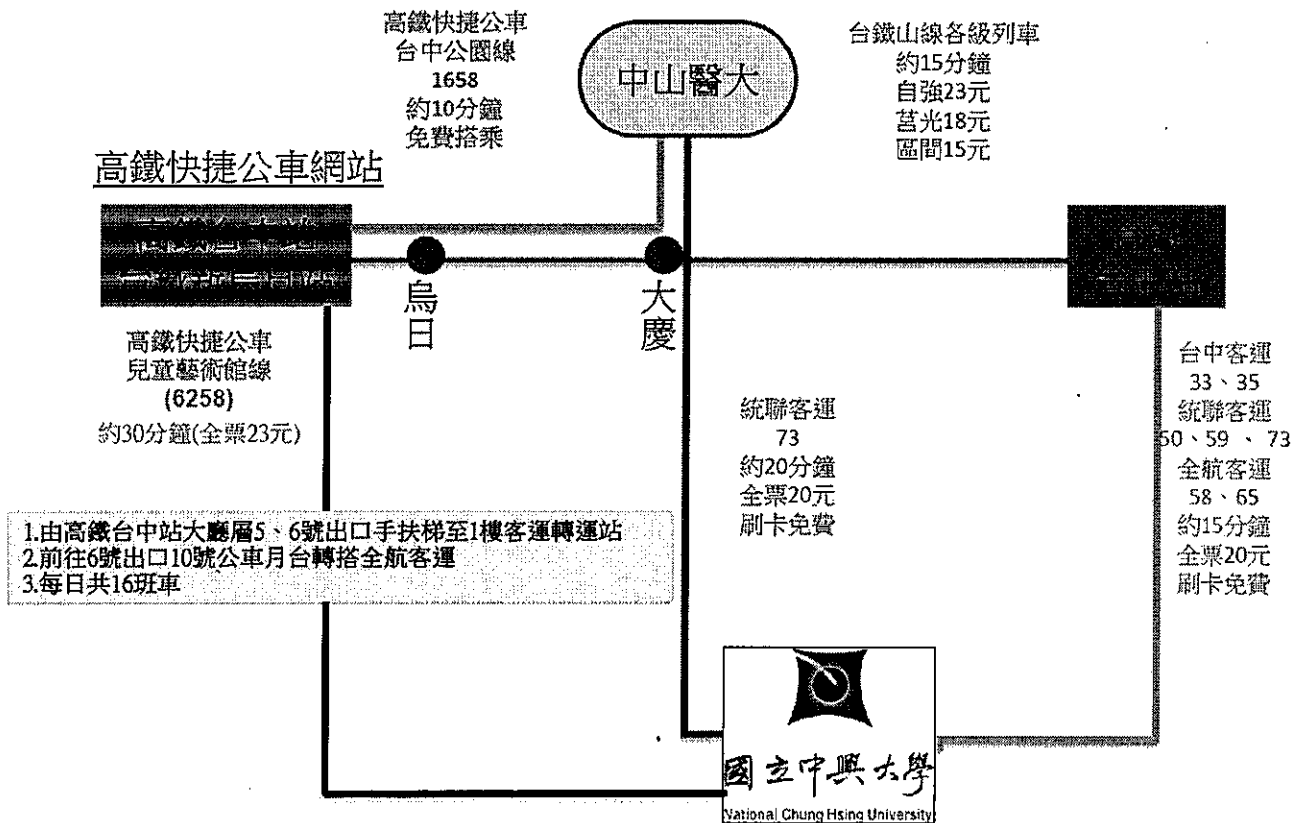 高鐵快捷公車
台中公園線
1658
約10分鐘
免費搭乘
中山醫大
台鐵山線各級列車
約15分鐘
自強23元
莒光18元
區間15元
高鐵快捷公車網站
高鐵台中站
烏日
大慶
高鐵快捷公車
兒童藝術館線
(6258)
約30分鐘(全票23元)
統聯客運
73
約20分鐘
全票20元
刷卡免費
台中客運
33、35
統聯客運
50、59、73
全航客運
58、65
約15分鐘
全票20元
刷卡免費
1.由高鐵台中站大廳層5、6號出口手扶梯至1樓客運轉運站
2.前往6號出口10號公車月台轉搭全航客運
3.每日共16班車
國立中興大學
National Chung Hsing University